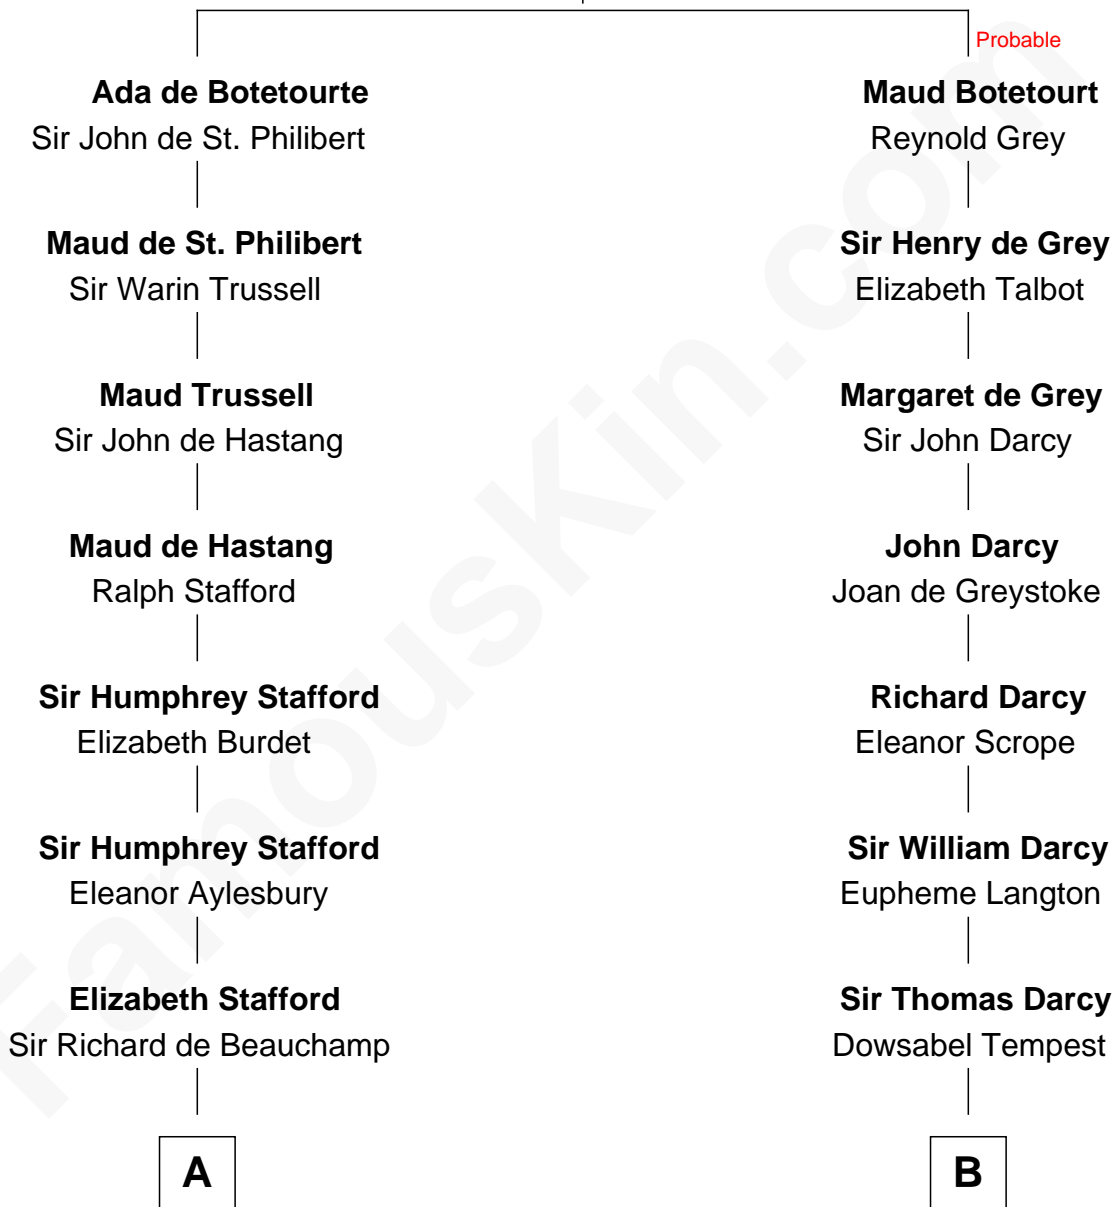 Probable
Ada de Botetourte
Sir John de St. Philibert
Maud Botetourt
Reynold Grey
Maud de St. Philibert
Sir Warin Trussell
Sir Henry de Grey
Elizabeth Talbot
Maud Trussell
Sir John de Hastang
Margaret de Grey
Sir John Darcy
Maud de Hastang
Ralph Stafford
John Darcy
Joan de Greystoke
Sir Humphrey Stafford
Elizabeth Burdet
Richard Darcy
Eleanor Scrope
Sir Humphrey Stafford
Eleanor Aylesbury
Sir William Darcy
Eupheme Langton
Elizabeth Stafford
Sir Richard de Beauchamp
Sir Thomas Darcy
Dowsabel Tempest
A
B
FamousKin.com